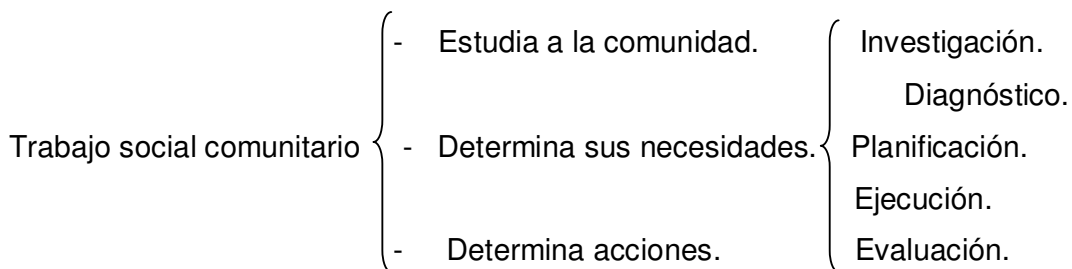 - Estudia a la comunidad. Investigación.
Diagnóstico.
Trabajo social comunitario - Determina sus necesidades. Planificación.
Ejecución.
- Determina acciones. Evaluación.